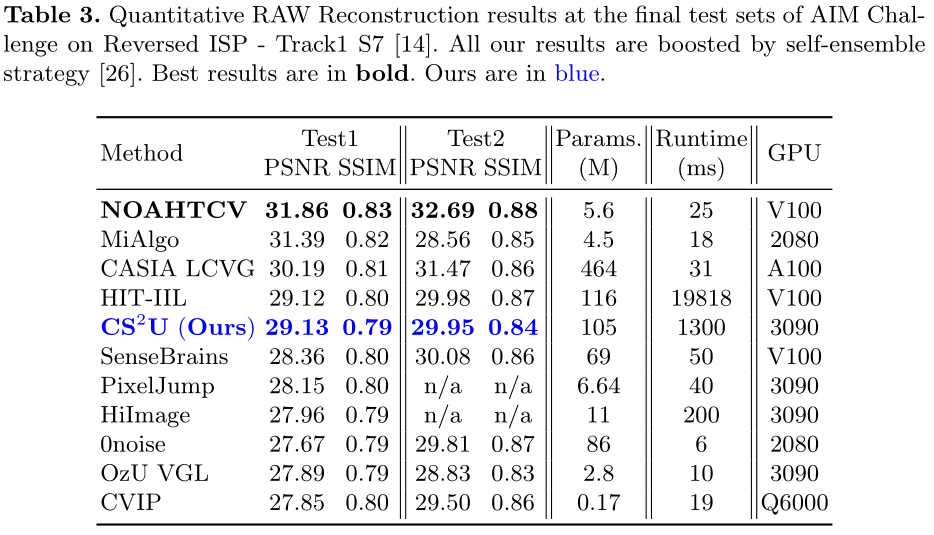 Table 3. Quantitative RAW Reconstruction results at the final test sets of AIM Chal-
lenge on Reversed ISP - Track1 S7 [14]. All our results are boosted by self-ensemble
strategy [26]. Best results are in bold. Ours are in blue.
Method Test1 Test2 Params. Runtime GPU
PSNR SSIM PSNR SSIM (M) (ms)
NOAHTCV 31.86 0.83 32.69 0.88 5.6 25 V100
MiAlgo 31.39 0.82 28.56 0.85 4.5 18 2080
CASIA LCVG 30.19 0.81 31.47 0.86 464 31 A100
HIT-IIL 29.12 0.80 29.98 0.87 116 19818 V100
CS²U (Ours) 29.13 0.79 29.95 0.84 105 1300 3090
SenseBrains 28.36 0.80 30.08 0.86 69 50 V100
PixelJump 28.15 0.80 n/a n/a 6.64 40 3090
HiImage 27.96 0.79 n/a n/a 11 200 3090
0noise 27.67 0.79 29.81 0.87 86 6 2080
OzU VGL 27.89 0.79 28.83 0.83 2.8 10 3090
CVIP 27.85 0.80 29.50 0.86 0.17 19 Q6000